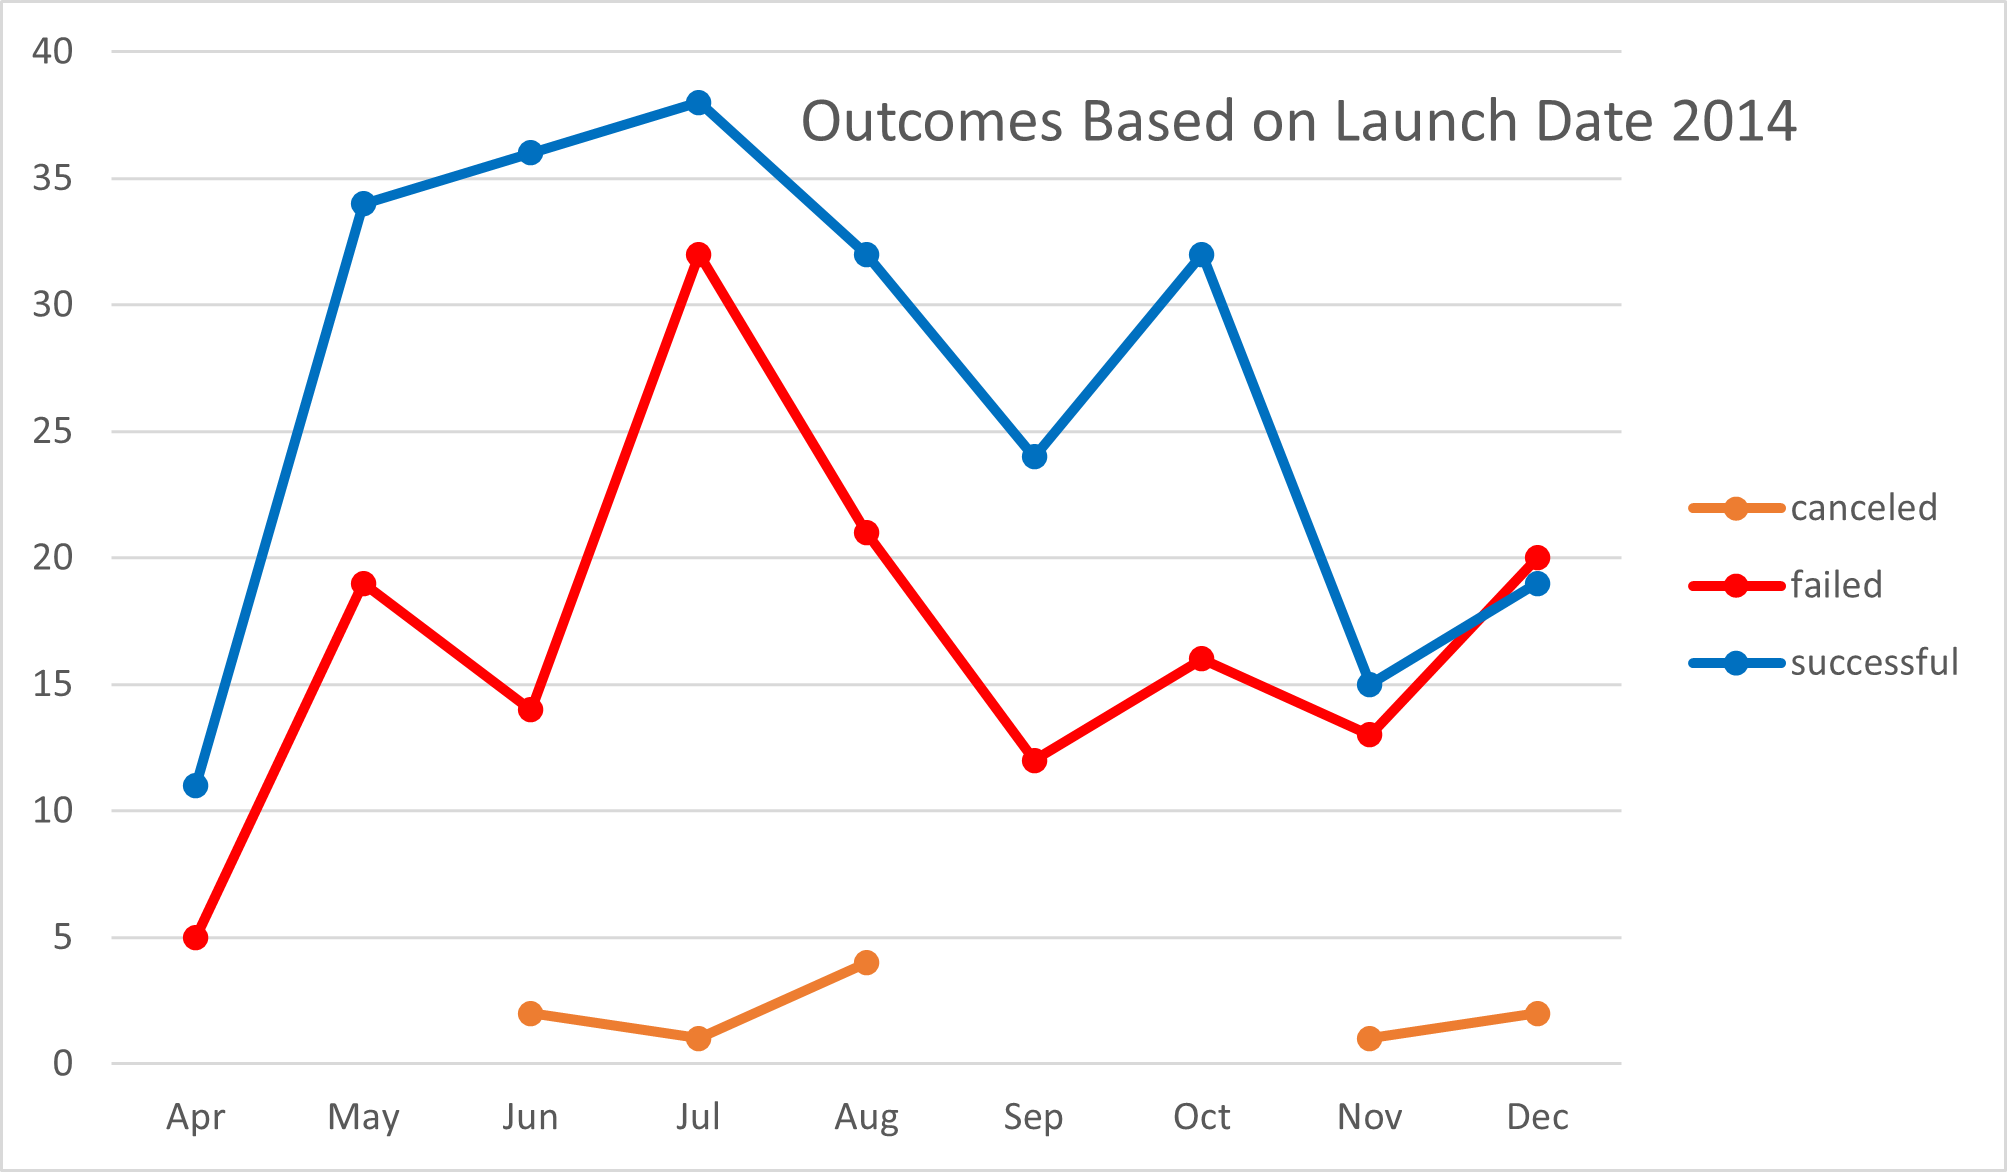 Outcomes Based on Launch Date 2014
40
35
30
25
20
15
10
5
0
Apr May Jun Jul Aug Sep Oct Nov Dec
canceled
failed
successful